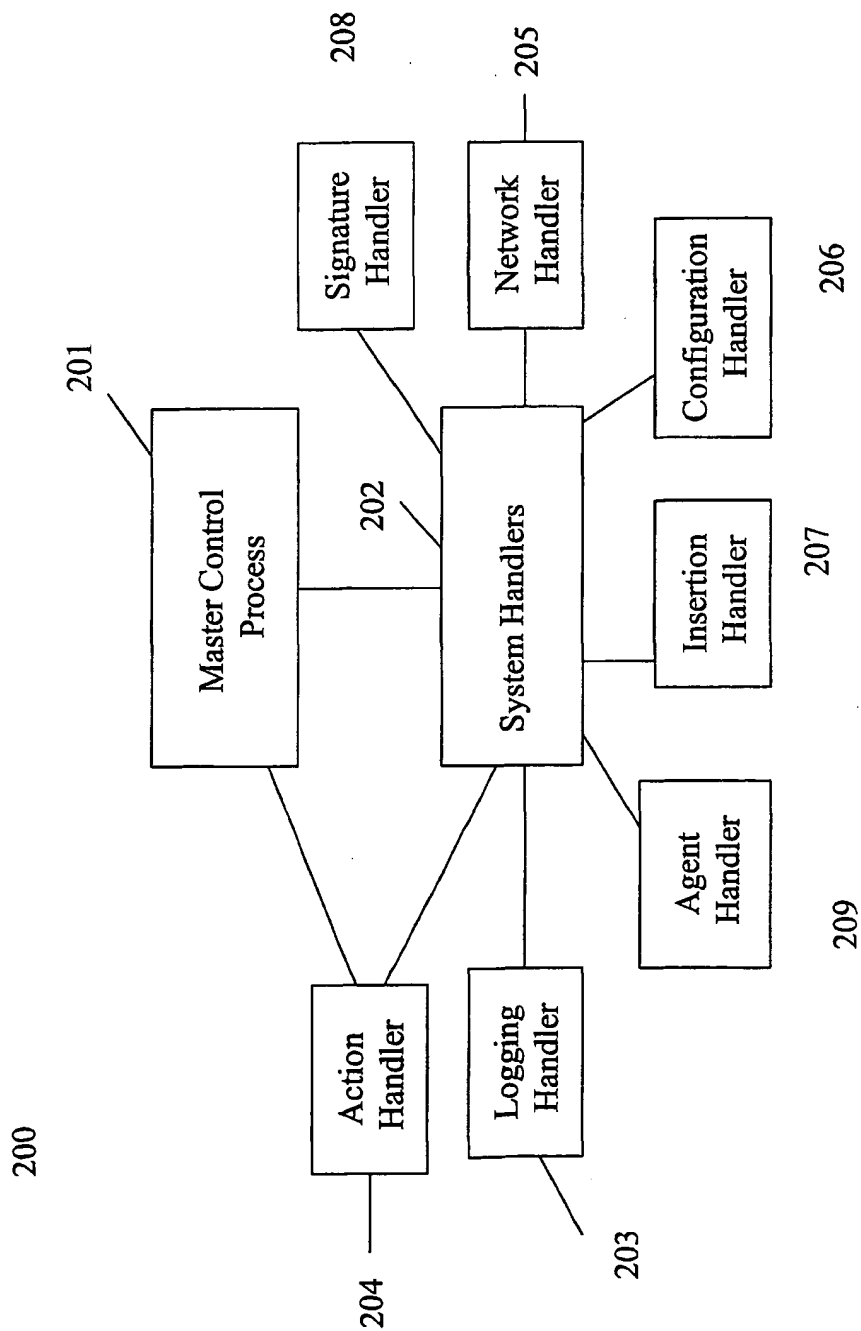 200
201
Master Control
Process
208
Signature
Handler
204
Action
Handler
202
System Handlers
205
Network
Handler
203
Logging
Handler
209
Agent
Handler
Insertion
Handler
207
Configuration
Handler
206